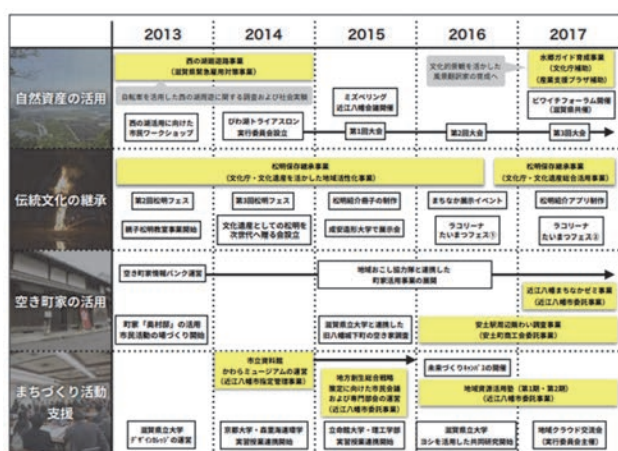 2013
2014
2015
2016
2017
自然資産の活用
西の湖周遊路事業
(滋賀県緊急雇用対策事業)
文化的景観を活かした
風景翻訳家の育成へ
水郷ガイド育成事業
(文化庁補助)
(産業支援プラザ補助)
自転車を活用した西の湖周遊に関する調査および社会実験
ミズベリング
近江八幡会議開催
ビワイチフォーラム開催
(滋賀県共催)
西の湖活用に向けた
市民ワークショップ
びわ湖トライアスロン
実行委員会設立
第1回大会
第2回大会
第3回大会
伝統文化の継承
松明保存継承事業
(文化庁・文化遺産を活かした地域活性化事業)
松明保存継承事業
(文化庁・文化遺産総合活用事業)
第2回松明フェス
第3回松明フェス
松明紹介冊子の制作
まちなか展示イベント
松明紹介アプリ制作
親子松明教室事業開始
文化遺産としての松明を
次世代へ贈る会設立
成安造形大学で展示会
ラコリーナ
たいまつフェス①
ラコリーナ
たいまつフェス②
空き町家の活用
空き町家情報バンク運営
地域おこし協力隊と連携した
町家活用事業の展開
近江八幡まちなかゼミ事業
(近江八幡市委託事業)
町家「奥村邸」の活用
市民活動の場づくり開始
滋賀県立大学と連携した
旧八幡城下町の空き家調査
安土駅周辺賑わい調査事業
(安土町商工会委託事業)
まちづくり活動
支援
市立資料館
かわらミュージアムの運営
(近江八幡市指定管理事業)
地方創生総合戦略
策定に向けた市民会議
および専門部会の運営
(近江八幡市委託事業)
未来づくりキャンパスの開催
地域資源活用塾(第1期・第2期)
(近江八幡市委託事業)
滋賀県立大学
デザインカレッジの運営
京都大学・森里海連環学
実習授業連携開始
立命館大学・理工学部
実習授業連携開始
滋賀県立大学
ヨシを活用した共同研究開始
地域クラウド交流会
(実行委員会主催)